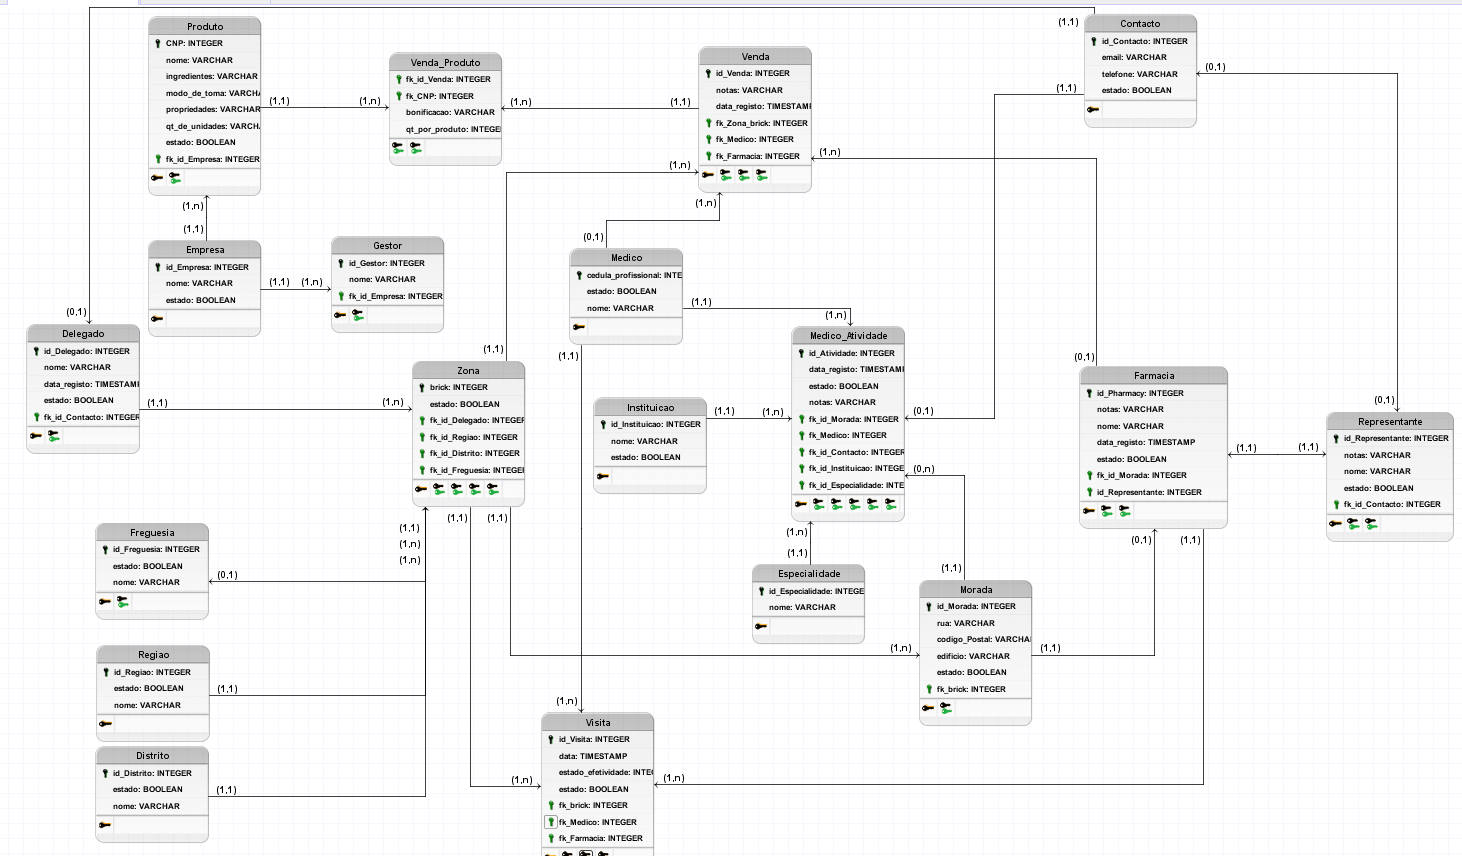 Produto
CNP: INTEGER
nome: VARCHAR
ingredientes: VARCHAR
modo_de_toma: VARCHA
propriedades: VARCHAR
qt_de_unidades: VARCH
estado: BOOLEAN
fk_id_Empresa: INTEGER
(1,1)
(1,n)
Venda_Produto
fk_id_Venda: INTEGER
fk_CNP: INTEGER
bonificacao: VARCHAR
qt_por_produto: INTEGE
(1,n)
(1,1)
Venda
id_Venda: INTEGER
notas: VARCHAR
data_registo: TIMESTAMI
fk_Zona_brick: INTEGER
fk_Medico: INTEGER
fk_Farmacia: INTEGER
(1,n)
(1,n)
(1,n)
(1,1)
Contacto
id_Contacto: INTEGER
email: VARCHAR
telefone: VARCHAR
estado: BOOLEAN
(0,1)
(1,1)
(1,n)
(1,1)
Empresa
id_Empresa: INTEGER
nome: VARCHAR
estado: BOOLEAN
(1,1)
(1,n)
Gestor
id_Gestor: INTEGER
nome: VARCHAR
fk_id_Empresa: INTEGER
(0,1)
Medico
cedula_profissional: INTE
estado: BOOLEAN
nome: VARCHAR
(1,1)
(1,n)
(1,1)
(0,1)
Delegado
id_Delegado: INTEGER
nome: VARCHAR
data_registo: TIMESTAMI
estado: BOOLEAN
fk_id_Contacto: INTEGER
(1,1)
(1,n)
(1,1)
Zona
brick: INTEGER
estado: BOOLEAN
fk_id_Delegado: INTEGER
fk_id_Regiao: INTEGER
fk_id_Distrito: INTEGER
fk_id_Freguesia: INTEGER
(1,1)
(1,n)
(1,n)
(1,1)
(1,1)
Instituicao
id_Instituicao: INTEGER
nome: VARCHAR
estado: BOOLEAN
(1,1)
(1,n)
Medico_Atividade
id_Atividade: INTEGER
data_registo: TIMESTAMI
estado: BOOLEAN
notas: VARCHAR
fk_id_Morada: INTEGER
fk_Medico: INTEGER
fk_id_Contacto: INTEGER
fk_id_Instituicao: INTEGE
fk_id_Especialidade: INTE
(0,1)
(0,n)
(1,n)
(1,1)
(0,1)
Farmacia
id_Pharmacy: INTEGER
notas: VARCHAR
nome: VARCHAR
data_registo: TIMESTAMP
estado: BOOLEAN
fk_id_Morada: INTEGER
id_Representante: INTEGER
(1,1)
(1,1)
(0,1)
(1,1)
(0,1)
Representante
id_Representante: INTEGER
notas: VARCHAR
nome: VARCHAR
estado: BOOLEAN
fk_id_Contacto: INTEGER
Freguesia
id_Freguesia: INTEGER
estado: BOOLEAN
nome: VARCHAR
(0,1)
Especialidade
id_Especialidade: INTEGE
nome: VARCHAR
(1,1)
Morada
id_Morada: INTEGER
rua: VARCHAR
codigo_Postal: VARCHA
edificio: VARCHAR
estado: BOOLEAN
fk_brick: INTEGER
(1,n)
(1,1)
Regiao
id_Regiao: INTEGER
estado: BOOLEAN
nome: VARCHAR
(1,1)
Distrito
id_Distrito: INTEGER
estado: BOOLEAN
nome: VARCHAR
(1,1)
(1,n)
Visita
id_Visita: INTEGER
data: TIMESTAMP
estado_efetividade: INTEG
estado: BOOLEAN
fk_brick: INTEGER
fk_Medico: INTEGER
fk_Farmacia: INTEGER
(1,n)
(1,n)